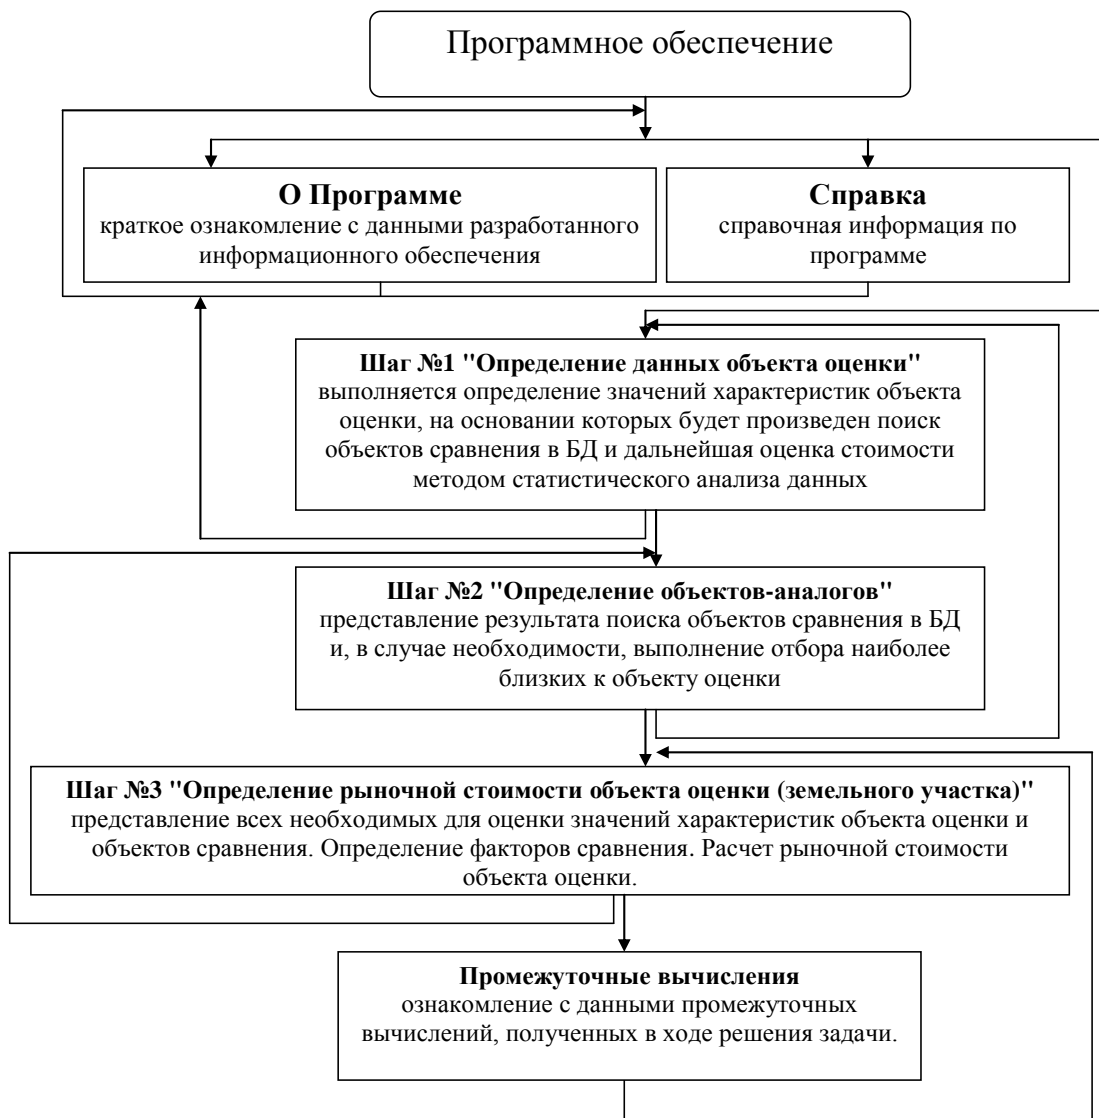 Программное обеспечение
О Программе
краткое ознакомление с данными разработанного
информационного обеспечения
Справка
справочная информация по
программе
Шаг №1 "Определение данных объекта оценки"
выполняется определение значений характеристик объекта
оценки, на основании которых будет произведен поиск
объектов сравнения в БД и дальнейшая оценка стоимости
методом статистического анализа данных
Шаг №2 "Определение объектов-аналогов"
представление результата поиска объектов сравнения в БД
и, в случае необходимости, выполнение отбора наиболее
близких к объекту оценки
Шаг №3 "Определение рыночной стоимости объекта оценки (земельного участка)"
представление всех необходимых для оценки значений характеристик объекта оценки и
объектов сравнения. Определение факторов сравнения. Расчет рыночной стоимости
объекта оценки.
Промежуточные вычисления
ознакомление с данными промежуточных
вычислений, полученных в ходе решения задачи.